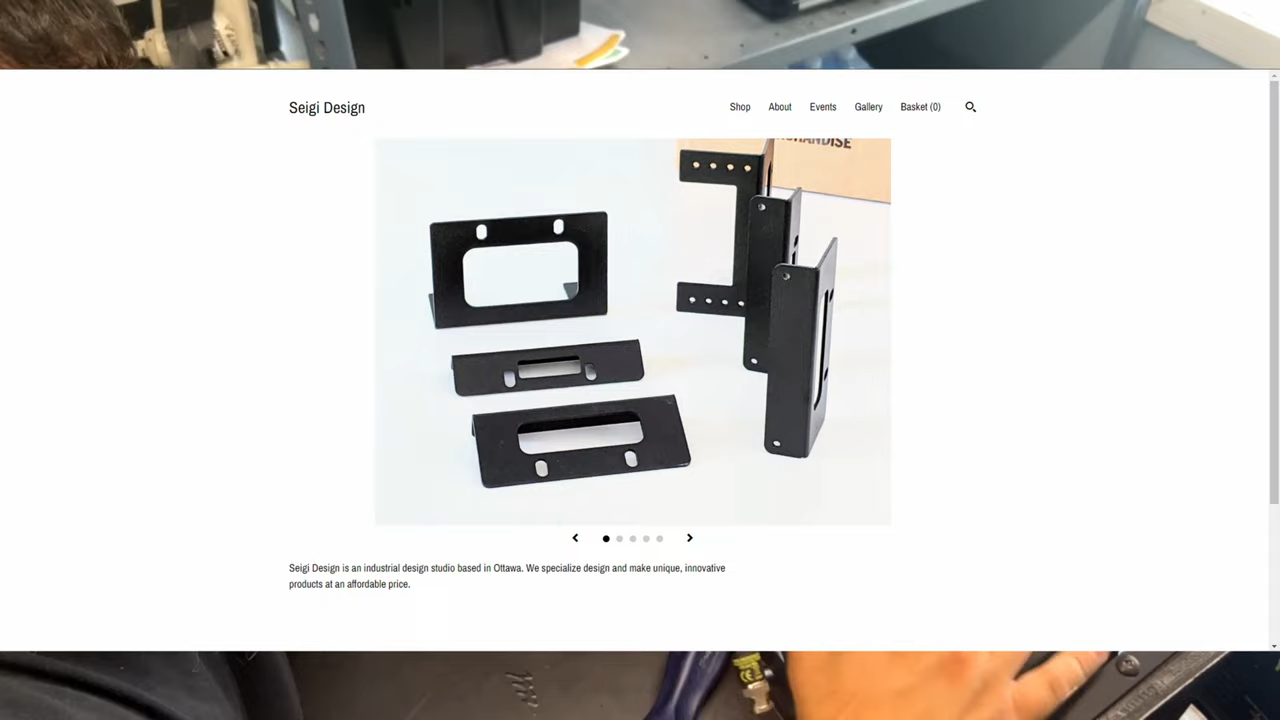 Seigi Design
Shop
About
Events
Gallery
Basket (0)
Seigi Design is an industrial design studio based in Ottawa. We specialize design and make unique, innovative
products at an affordable price.